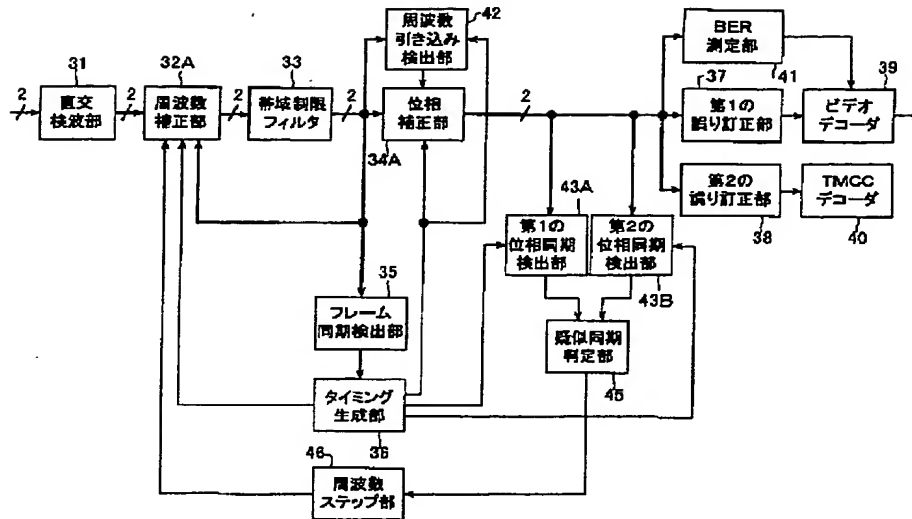 42
周波数
引き込み
検出部
BER
測定部
41
31
直交
検波部
32A
周波数
補正部
33
帯域制限
フィルタ
位相
補正部
34A
37
第1の
誤り訂正部
39
ビデオ
デコーダ
第2の
誤り訂正部
38
TMCC
デコーダ
40
2
2
2
2
2
43A
第1の
位相同期
検出部
第2の
位相同期
検出部
43B
35
フレーム
同期検出部
疑似同期
判定部
45
タイミング
生成部
36
46
周波数
ステップ部